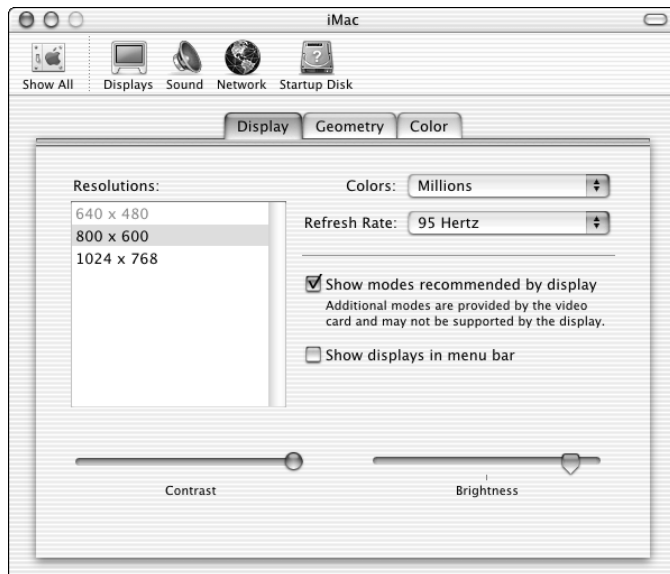 iMac
Show All Displays Sound Network Startup Disk
Display Geometry Color
Resolutions:
640 x 480
800 x 600
1024 x 768
Colors: Millions
Refresh Rate: 95 Hertz
Show modes recommended by display
Additional modes are provided by the video
card and may not be supported by the display.
Show displays in menu bar
Contrast
Brightness